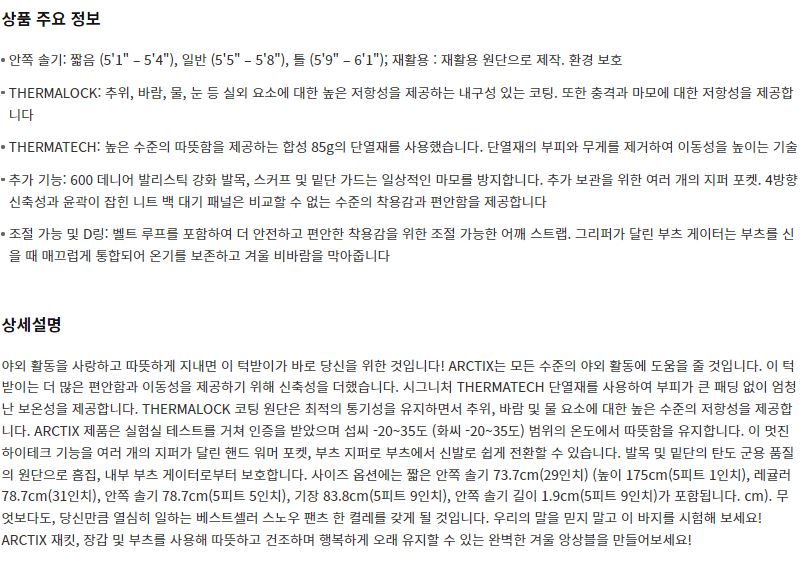 상품 주요 정보
• 안쪽 솔기: 짧음 (5'1" – 5'4"), 일반 (5'5" – 5'8"), 톨 (5'9" – 6'1"); 재활용 : 재활용 원단으로 제작. 환경 보호
• THERMALOCK: 추위, 바람, 물, 눈 등 실외 요소에 대한 높은 저항성을 제공하는 내구성 있는 코팅. 또한 충격과 마모에 대한 저항성을 제공합
니다
• THERMATECH: 높은 수준의 따뜻함을 제공하는 합성 85g의 단열재를 사용했습니다. 단열재의 부피와 무게를 제거하여 이동성을 높이는 기술
• 추가 기능: 600 데니어 발리스틱 강화 발목, 스커프 및 밑단 가드는 일상적인 마모를 방지합니다. 추가 보관을 위한 여러 개의 지퍼 포켓. 4방향
신축성과 윤곽이 잡힌 니트 백 대기 패널은 비교할 수 없는 수준의 착용감과 편안함을 제공합니다
• 조절 가능 및 D링: 벨트 루프를 포함하여 더 안전하고 편안한 착용감을 위한 조절 가능한 어깨 스트랩. 그리퍼가 달린 부츠 게이터는 부츠를 신
을 때 매끄럽게 통합되어 온기를 보존하고 겨울 비바람을 막아줍니다
상세설명
야외 활동을 사랑하고 따뜻하게 지내면 이 턱받이가 바로 당신을 위한 것입니다! ARCTIX는 모든 수준의 야외 활동에 도움을 줄 것입니다. 이 턱
받이는 더 많은 편안함과 이동성을 제공하기 위해 신축성을 더했습니다. 시그니처 THERMATECH 단열재를 사용하여 부피가 큰 패딩 없이 엄청
난 보온성을 제공합니다. THERMALOCK 코팅 원단은 최적의 통기성을 유지하면서 추위, 바람 및 물 요소에 대한 높은 수준의 저항성을 제공합
니다. ARCTIX 제품은 실험실 테스트를 거쳐 인증을 받았으며 섭씨 -20~35도 (화씨 -20~35도) 범위의 온도에서 따뜻함을 유지합니다. 이 멋진
하이테크 기능을 여러 개의 지퍼가 달린 핸드 워머 포켓, 부츠 지퍼로 부츠에서 신발로 쉽게 전환할 수 있습니다. 발목 및 밑단의 탄도 군용 품질
의 원단으로 흠집, 내부 부츠 게이터로부터 보호합니다. 사이즈 옵션에는 짧은 안쪽 솔기 73.7cm(29인치) (높이 175cm(5피트 1인치), 레귤러
78.7cm(31인치), 안쪽 솔기 78.7cm(5피트 5인치), 기장 83.8cm(5피트 9인치), 안쪽 솔기 길이 1.9cm(5피트 9인치)가 포함됩니다. cm). 무
엇보다도, 당신만큼 열심히 일하는 베스트셀러 스노우 팬츠 한 켤레를 갖게 될 것입니다. 우리의 말을 믿지 말고 이 바지를 시험해 보세요!
ARCTIX 재킷, 장갑 및 부츠를 사용해 따뜻하고 건조하며 행복하게 오래 유지할 수 있는 완벽한 겨울 앙상블을 만들어보세요!